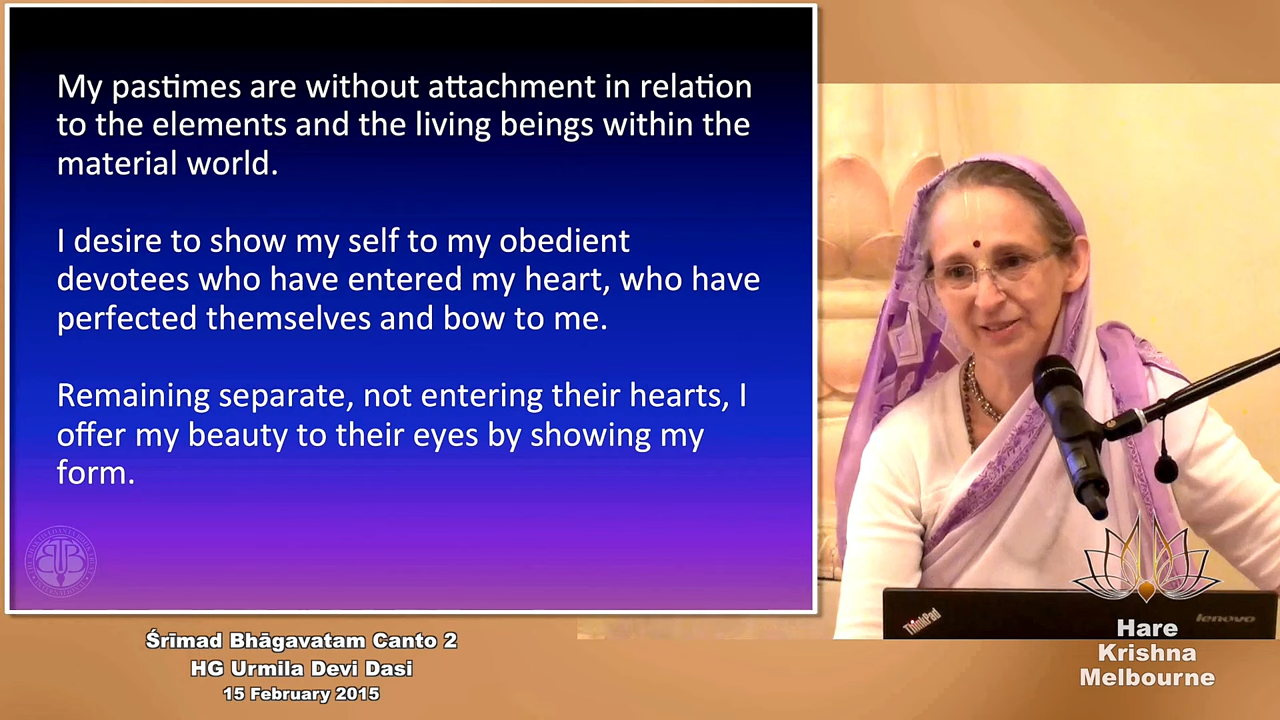 My pastimes are without attachment in relation
to the elements and the living beings within the
material world.
I desire to show my self to my obedient
devotees who have entered my heart, who have
perfected themselves and bow to me.
Remaining separate, not entering their hearts, I
offer my beauty to their eyes by showing my
form.
Śrīmad Bhāgavatam Canto 2
HG Urmila Devi Dasi
15 February 2015
ThinkPad
lenovo
Hare
Krishna
Melbourne